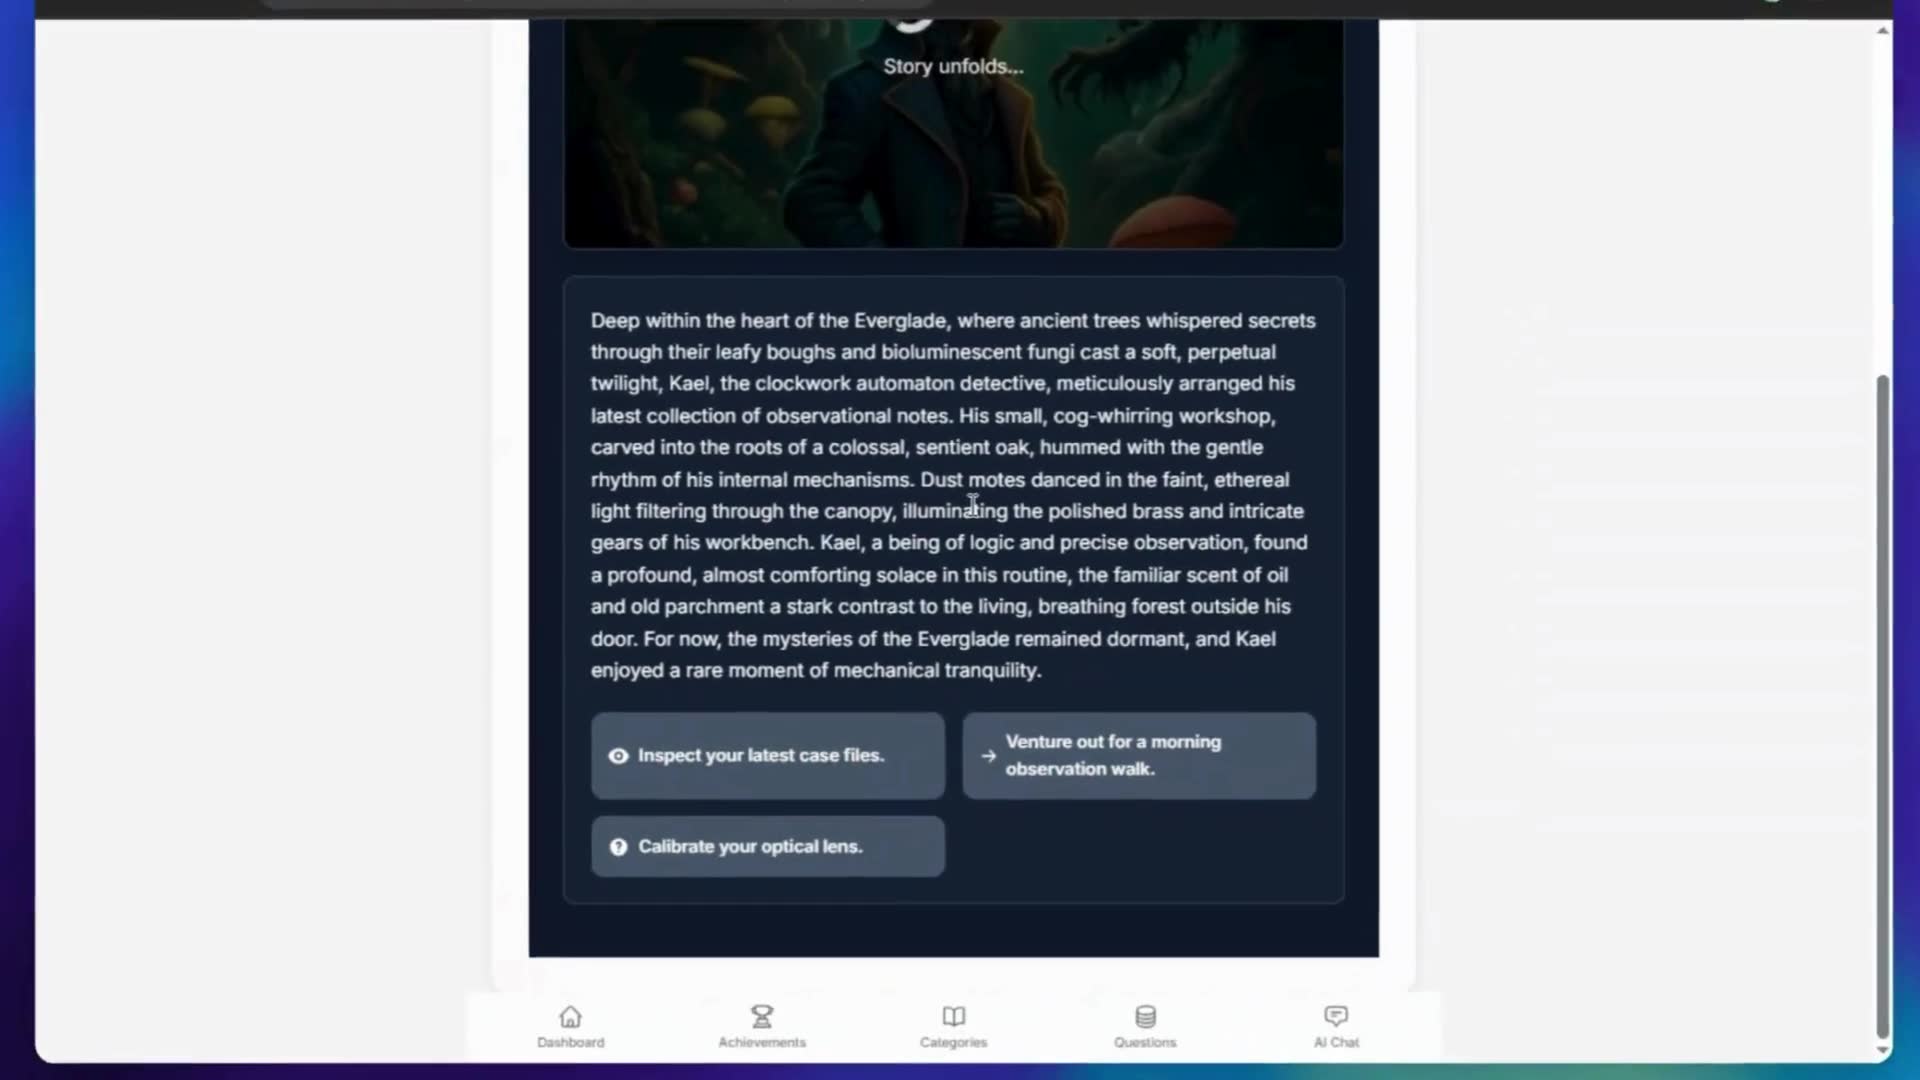 Story unfolds...
Deep within the heart of the Everglade, where ancient trees whispered secrets
through their leafy boughs and bioluminescent fungi cast a soft, perpetual
twilight, Kael, the clockwork automaton detective, meticulously arranged his
latest collection of observational notes. His small, cog-whirring workshop,
carved into the roots of a colossal, sentient oak, hummed with the gentle
rhythm of his internal mechanisms. Dust motes danced in the faint, ethereal
light filtering through the canopy, illuminating the polished brass and intricate
gears of his workbench. Kael, a being of logic and precise observation, found
a profound, almost comforting solace in this routine, the familiar scent of oil
and old parchment a stark contrast to the living, breathing forest outside his
door. For now, the mysteries of the Everglade remained dormant, and Kael
enjoyed a rare moment of mechanical tranquility.
Inspect your latest case files.
Venture out for a morning
observation walk.
Calibrate your optical lens.
Dashboard
Achievements
Categories
Questions
AI Chat